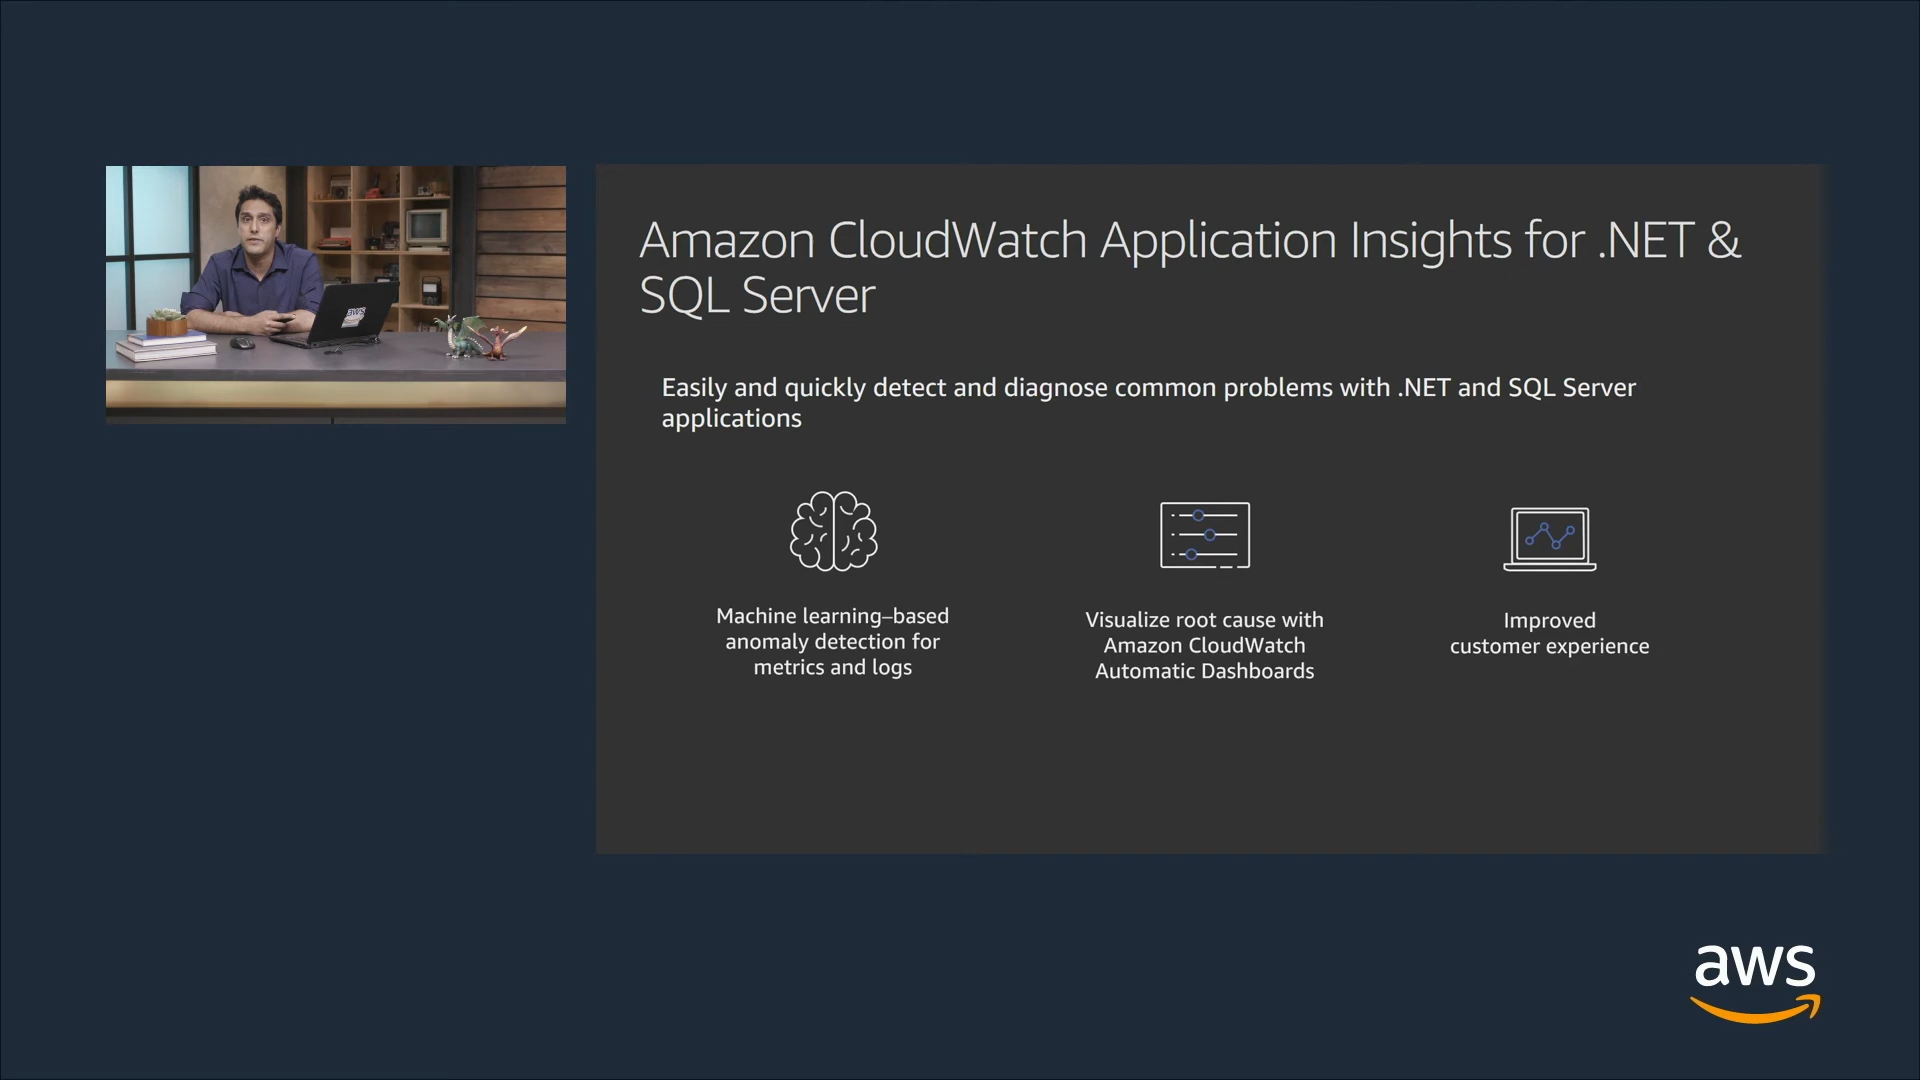 Amazon CloudWatch Application Insights for .NET &
SQL Server
Easily and quickly detect and diagnose common problems with .NET and SQL Server
applications
Machine learning–based
anomaly detection for
metrics and logs
Visualize root cause with
Amazon CloudWatch
Automatic Dashboards
Improved
customer experience
aws
aws